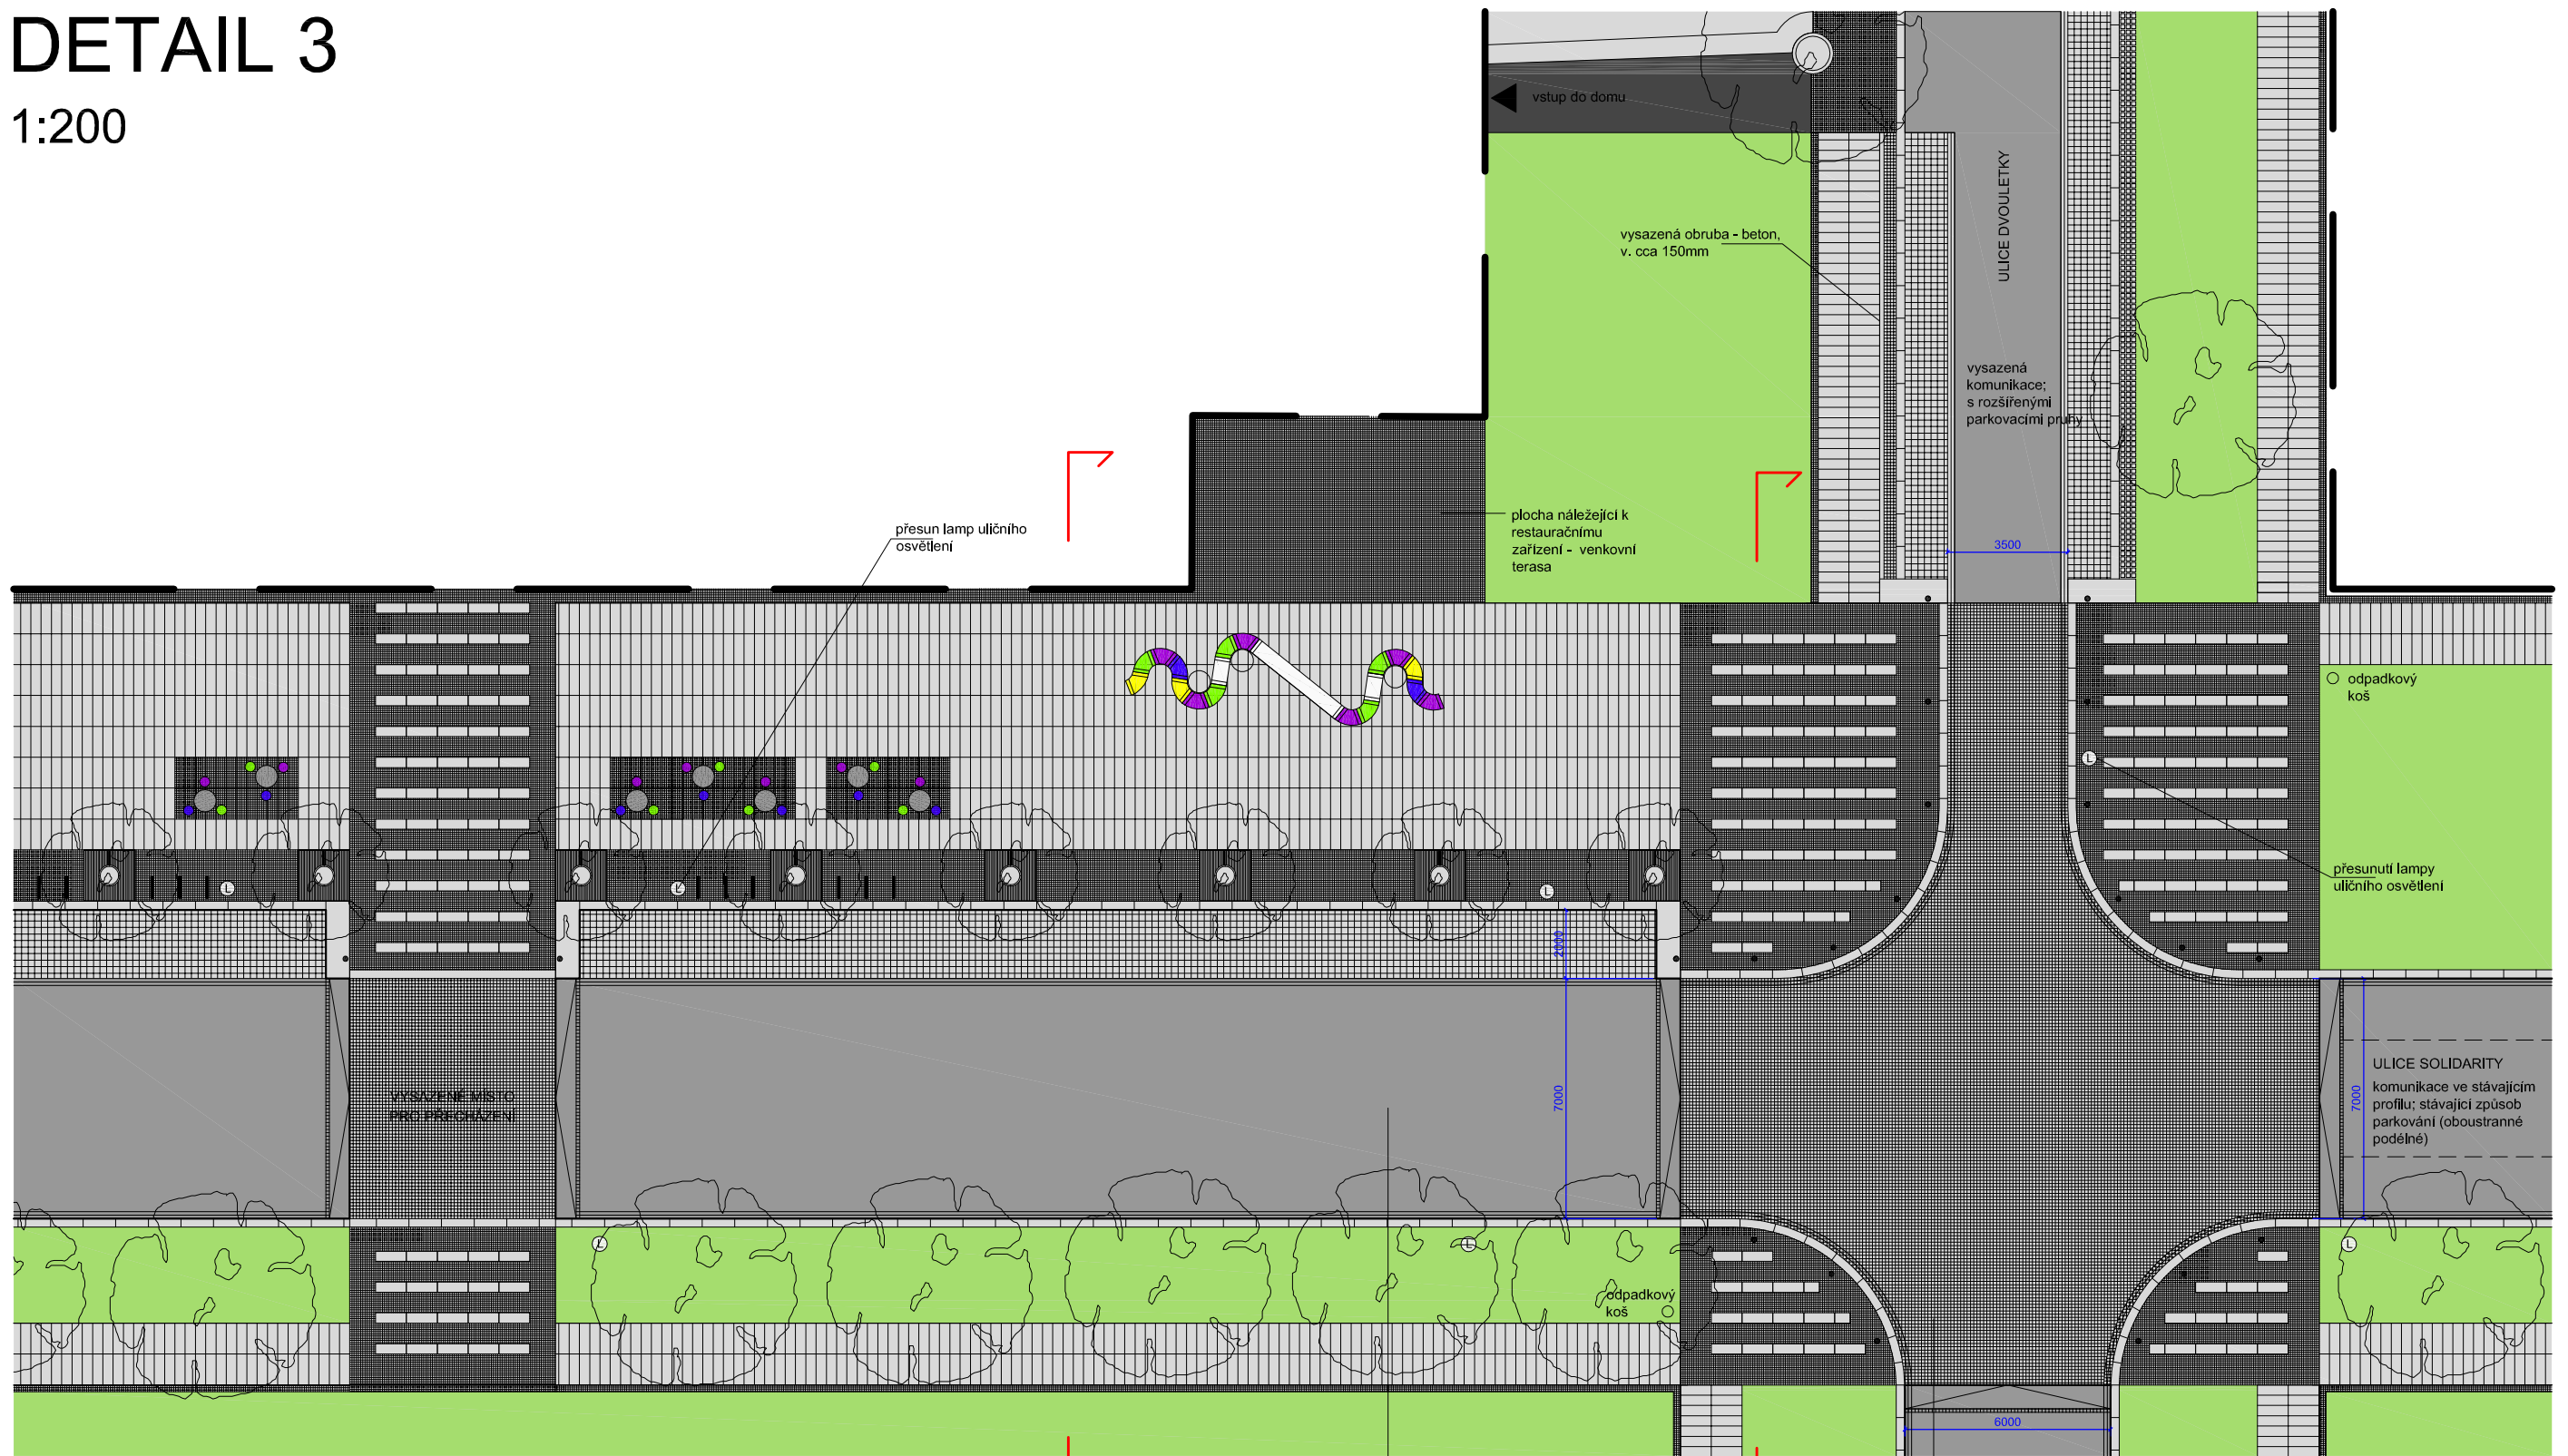 DETAIL 3
1:200
vstup do domu
ULICE DVOULETKY
vysazená obruba - beton,
v. cca 150mm
vysazená
komunikace;
s rozšířenými
parkovacími pruhy
přesun lamp uličního
osvětlení
plocha náležející k
restauračnímu
zařízení - venkovní
terasa
3500
odpadkový
koš
L
přesunutí lampy
uličního osvětlení
L
L
L
2000
7000
VYSAZENÉ MÍSTO
PRO PŘECHÁZENÍ
7000
ULICE SOLIDARITY
komunikace ve stávajícím
profilu; stávající způsob
parkování (oboustranné
podélné)
L
L
L
odpadkový
koš
6000